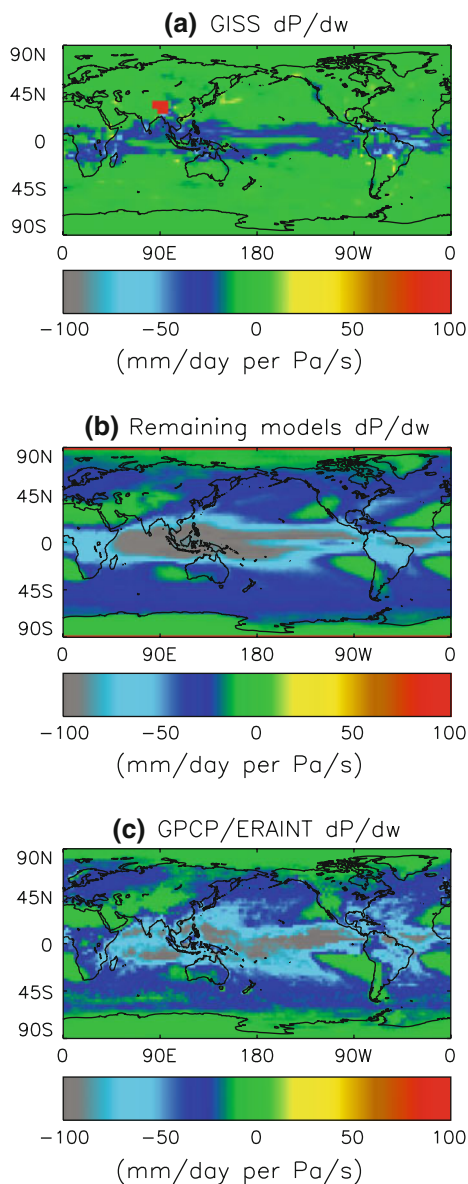 (a) GISS dP/dw
90N
45N
0
45S
90S
0 90E 180 90W 0
−100 −50 0 50 100
(mm/day per Pa/s)
(b) Remaining models dP/dw
90N
45N
0
45S
90S
0 90E 180 90W 0
−100 −50 0 50 100
(mm/day per Pa/s)
(c) GPCP/ERAINT dP/dw
90N
45N
0
45S
90S
0 90E 180 90W 0
−100 −50 0 50 100
(mm/day per Pa/s)